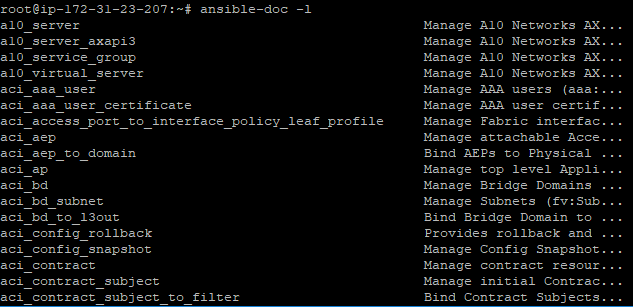 root@ip-172-31-23-207:~# ansible-doc -l
a10_server Manage A10 Networks AX...
a10_server_axapi3 Manage A10 Networks AX...
a10_service_group Manage A10 Networks AX...
a10_virtual_server Manage A10 Networks AX...
aci_aaa_user Manage AAA users (aaa:...
aci_aaa_user_certificate Manage AAA user certif...
aci_access_port_to_interface_policy_leaf_profile Manage Fabric interfac...
aci_aep Manage attachable Acce...
aci_aep_to_domain Bind AEPs to Physical ...
aci_ap Manage top level Appli...
aci_bd Manage Bridge Domains ...
aci_bd_subnet Manage Subnets (fv:Sub...
aci_bd_to_l3out Bind Bridge Domain to ...
aci_config_rollback Provides rollback and ...
aci_config_snapshot Manage Config Snapshot...
aci_contract Manage contract resour...
aci_contract_subject Manage initial Contrac...
aci_contract_subject_to_filter Bind Contract Subjects...